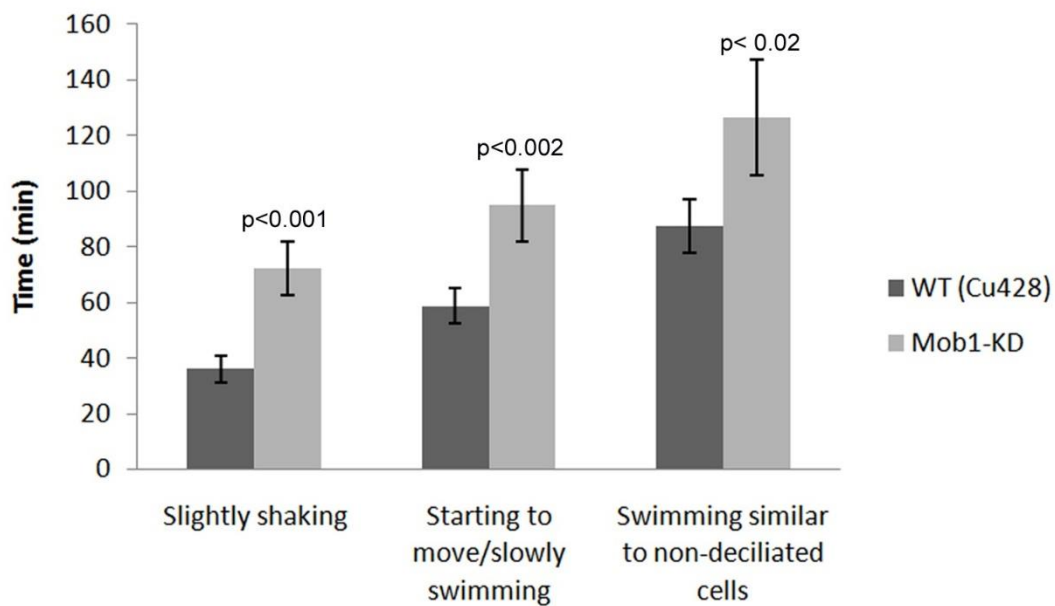 160
140
120
100
80
60
40
20
0
Time (min)
p<0.001
p<0.002
p< 0.02
Slightly shaking
Starting to
move/slowly
swimming
Swimming similar
to non-deciliated
cells
WT (Cu428)
Mob1-KD